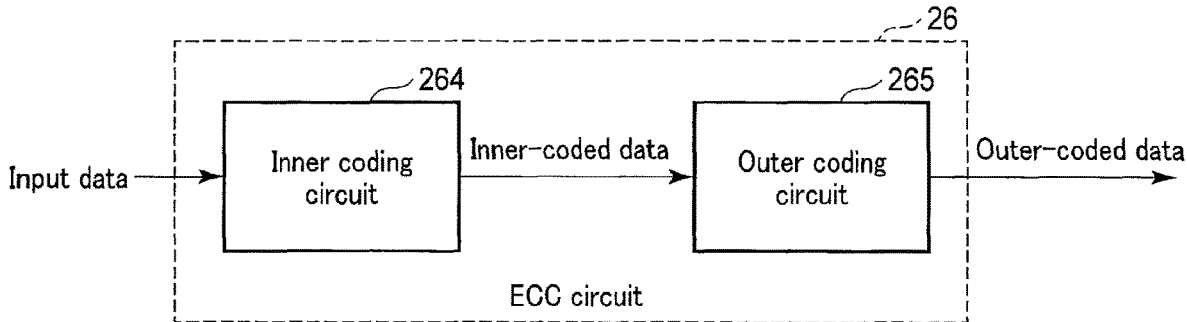 26
264
265
Input data
Inner coding
circuit
Inner-coded data
Outer coding
circuit
Outer-coded data
ECC circuit